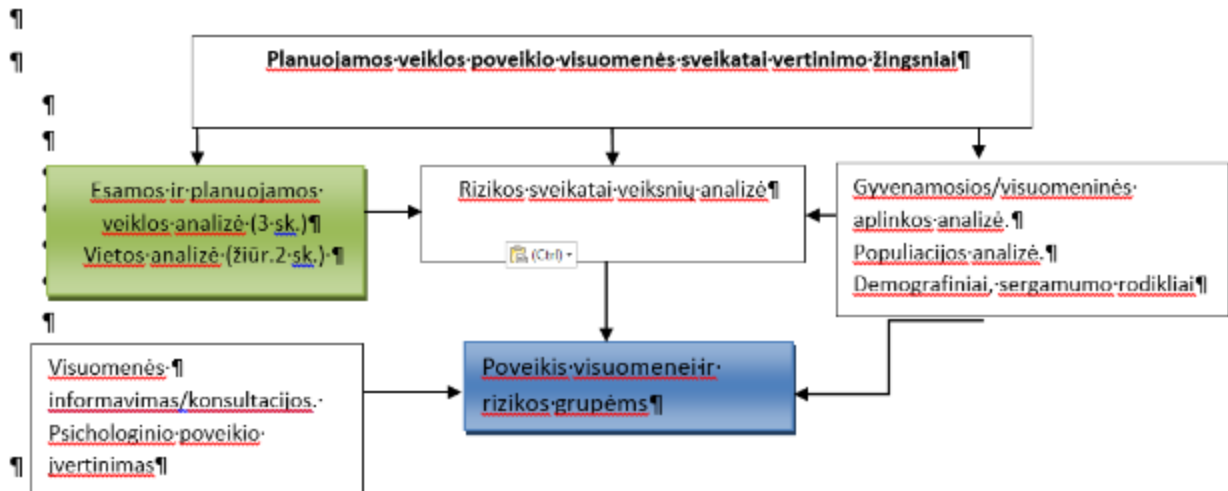 Planuojamos veiklos poveikio visuomenės sveikatai vertinimo žingsniai¶
Esamos ir planuojamos
veiklos analizė (3 sk.)¶
Vietos analizė (žiūr.2 sk.) ¶
Rizikos sveikatai veiksnių analizė¶
(Ctrl)
Gyvenamosios/visuomeninės
aplinkos analizė.¶
Populiacijos analizė.¶
Demografiniai, sergamumo rodikliai¶
Visuomenės ¶
informavimas/konsultacijos.
Psichologinio poveikio
įvertinimas¶
Poveikis visuomenei ir
rizikos grupėms¶